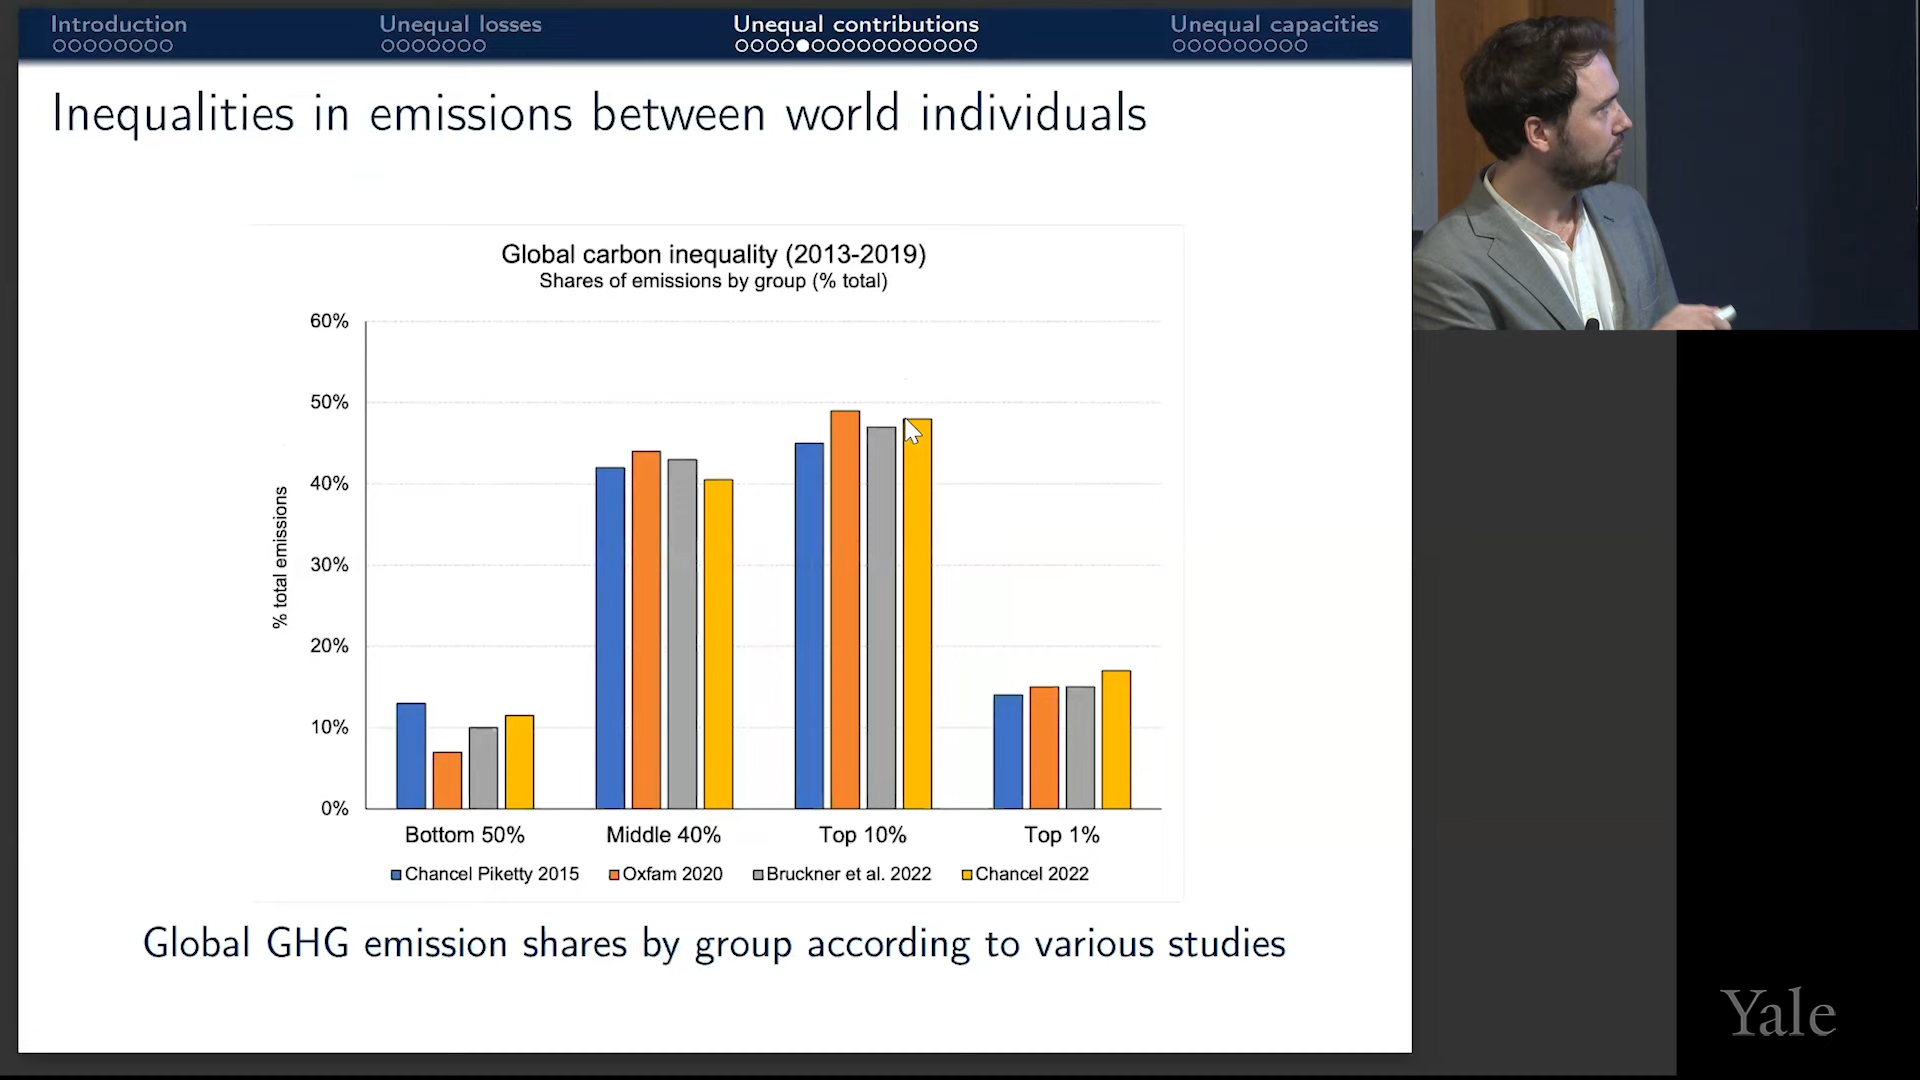 Introduction
Unequal losses
Unequal contributions
Unequal capacities
Inequalities in emissions between world individuals
Global carbon inequality (2013-2019)
Shares of emissions by group (% total)
60%
50%
40%
30%
20%
10%
0%
% total emissions
Bottom 50%
Middle 40%
Top 10%
Top 1%
Chancel Piketty 2015
Oxfam 2020
Bruckner et al. 2022
Chancel 2022
Global GHG emission shares by group according to various studies
Yale